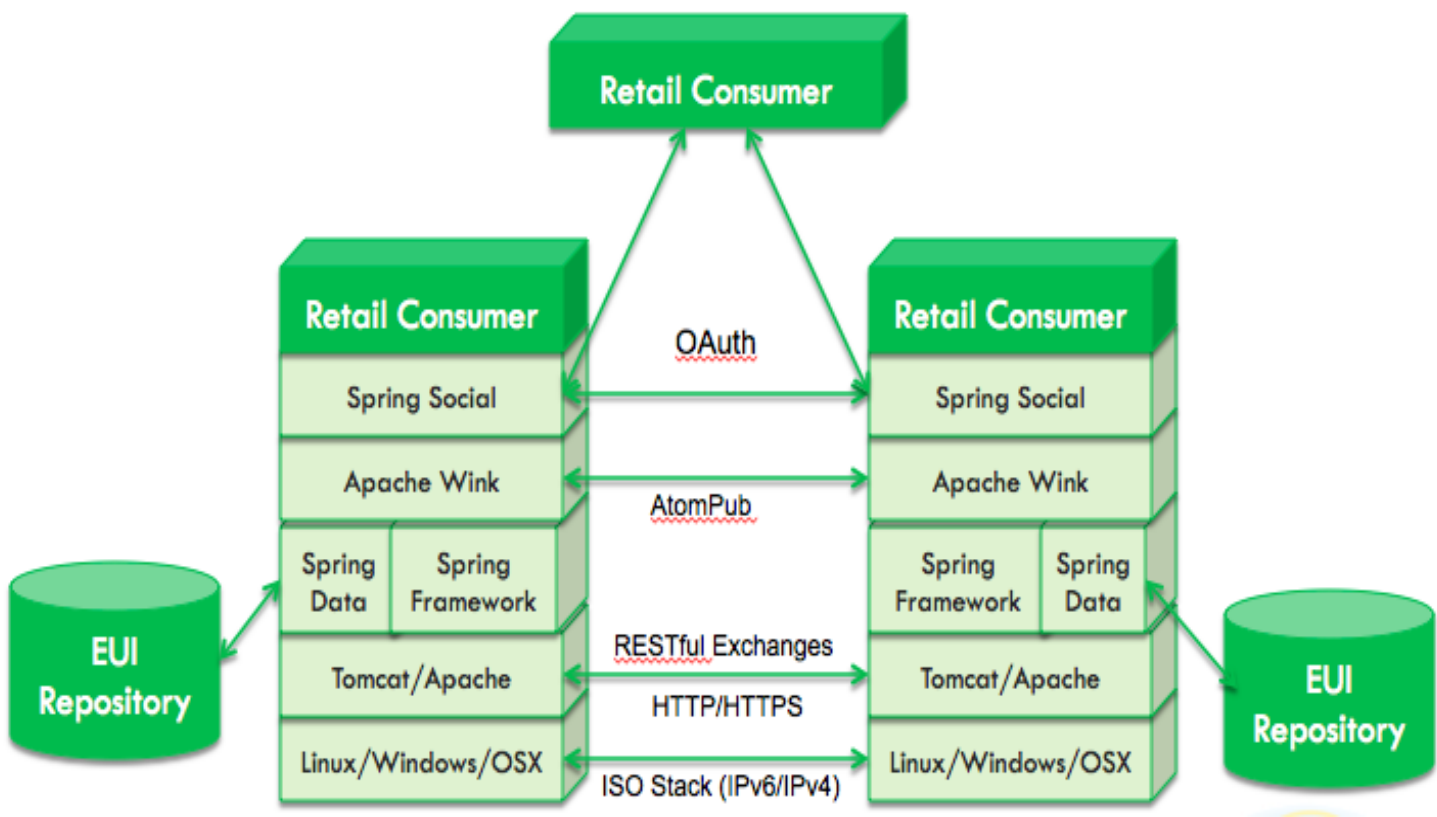 Retail Consumer
Retail Consumer
Retail Consumer
OAuth
Spring Social
Spring Social
Apache Wink
Apache Wink
AtomPub
Spring
Data
Spring
Framework
Spring
Framework
Spring
Data
EUI
Repository
EUI
Repository
RESTful Exchanges
Tomcat/Apache
Tomcat/Apache
HTTP/HTTPS
Linux/Windows/OSX
Linux/Windows/OSX
ISO Stack (IPv6/IPv4)